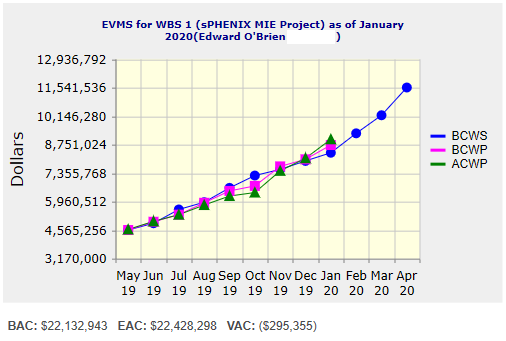 EVMS for WBS 1 (sPHENIX MIE Project) as of January
2020(Edward O'Brien )
12,936,792
11,541,536
10,146,280
8,751,024
7,355,768
5,960,512
4,565,256
3,170,000
Dollars
May Jun Jul Aug Sep Oct Nov Dec Jan Feb Mar Apr
19 19 19 19 19 19 19 19 20 20 20 20
BCWS
BCWP
ACWP
BAC: $22,132,943 EAC: $22,428,298 VAC: ($295,355)